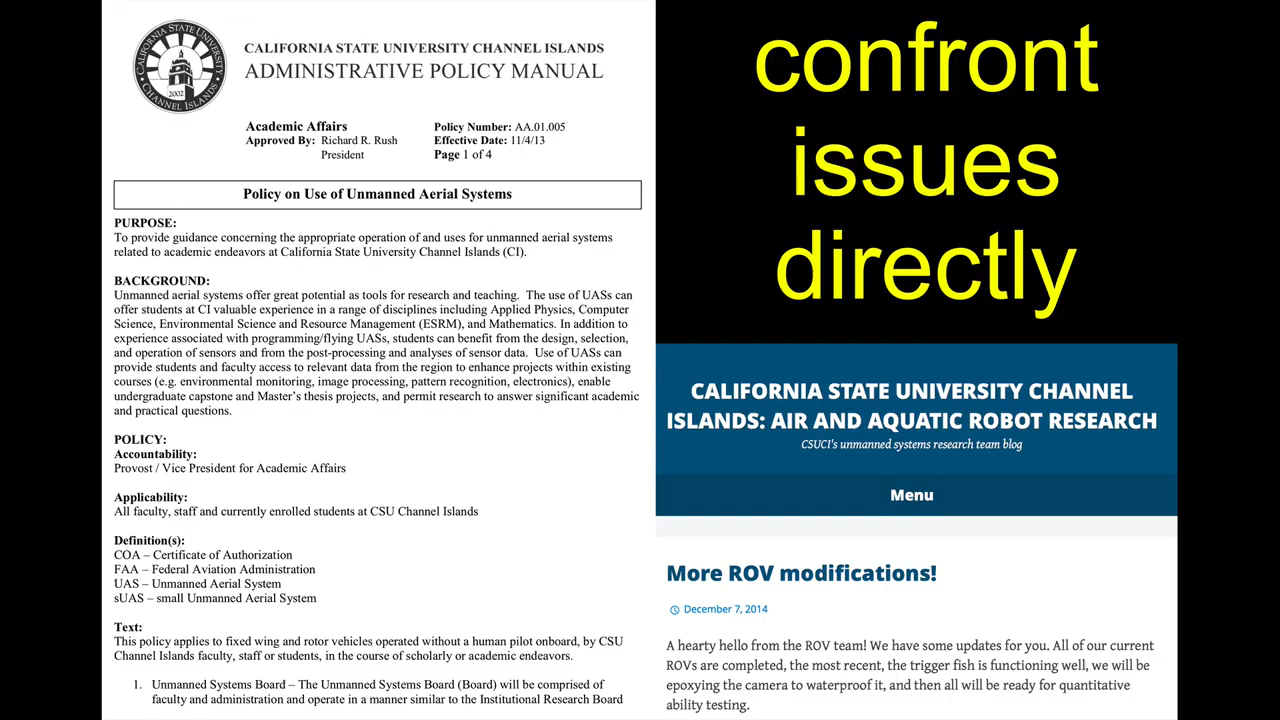 CALIFORNIA STATE UNIVERSITY
CHANNEL ISLANDS
2002
CALIFORNIA STATE UNIVERSITY CHANNEL ISLANDS
ADMINISTRATIVE POLICY MANUAL
Academic Affairs
Approved By: Richard R. Rush
President
Policy Number: AA.01.005
Effective Date: 11/4/13
Page 1 of 4
Policy on Use of Unmanned Aerial Systems
PURPOSE:
To provide guidance concerning the appropriate operation of and uses for unmanned aerial systems
related to academic endeavors at California State University Channel Islands (CI).
BACKGROUND:
Unmanned aerial systems offer great potential as tools for research and teaching. The use of UASs can
offer students at CI valuable experience in a range of disciplines including Applied Physics, Computer
Science, Environmental Science and Resource Management (ESRM), and Mathematics. In addition to
experience associated with programming/flying UASs, students can benefit from the design, selection,
and operation of sensors and from the post-processing and analyses of sensor data. Use of UASs can
provide students and faculty access to relevant data from the region to enhance projects within existing
courses (e.g. environmental monitoring, image processing, pattern recognition, electronics), enable
undergraduate capstone and Master's thesis projects, and permit research to answer significant academic
and practical questions.
POLICY:
Accountability:
Provost / Vice President for Academic Affairs
Applicability:
All faculty, staff and currently enrolled students at CSU Channel Islands
Definition(s):
COA – Certificate of Authorization
FAA – Federal Aviation Administration
UAS – Unmanned Aerial System
sUAS – small Unmanned Aerial System
Text:
This policy applies to fixed wing and rotor vehicles operated without a human pilot onboard, by CSU
Channel Islands faculty, staff or students, in the course of scholarly or academic endeavors.
1. Unmanned Systems Board – The Unmanned Systems Board (Board) will be comprised of
faculty and administration and operate in a manner similar to the Institutional Research Board
confront
issues
directly
CALIFORNIA STATE UNIVERSITY CHANNEL
ISLANDS: AIR AND AQUATIC ROBOT RESEARCH
CSUCI's unmanned systems research team blog
Menu
More ROV modifications!
December 7, 2014
A hearty hello from the ROV team! We have some updates for you. All of our current
ROVs are completed, the most recent, the trigger fish is functioning well, we will be
epoxying the camera to waterproof it, and then all will be ready for quantitative
ability testing.